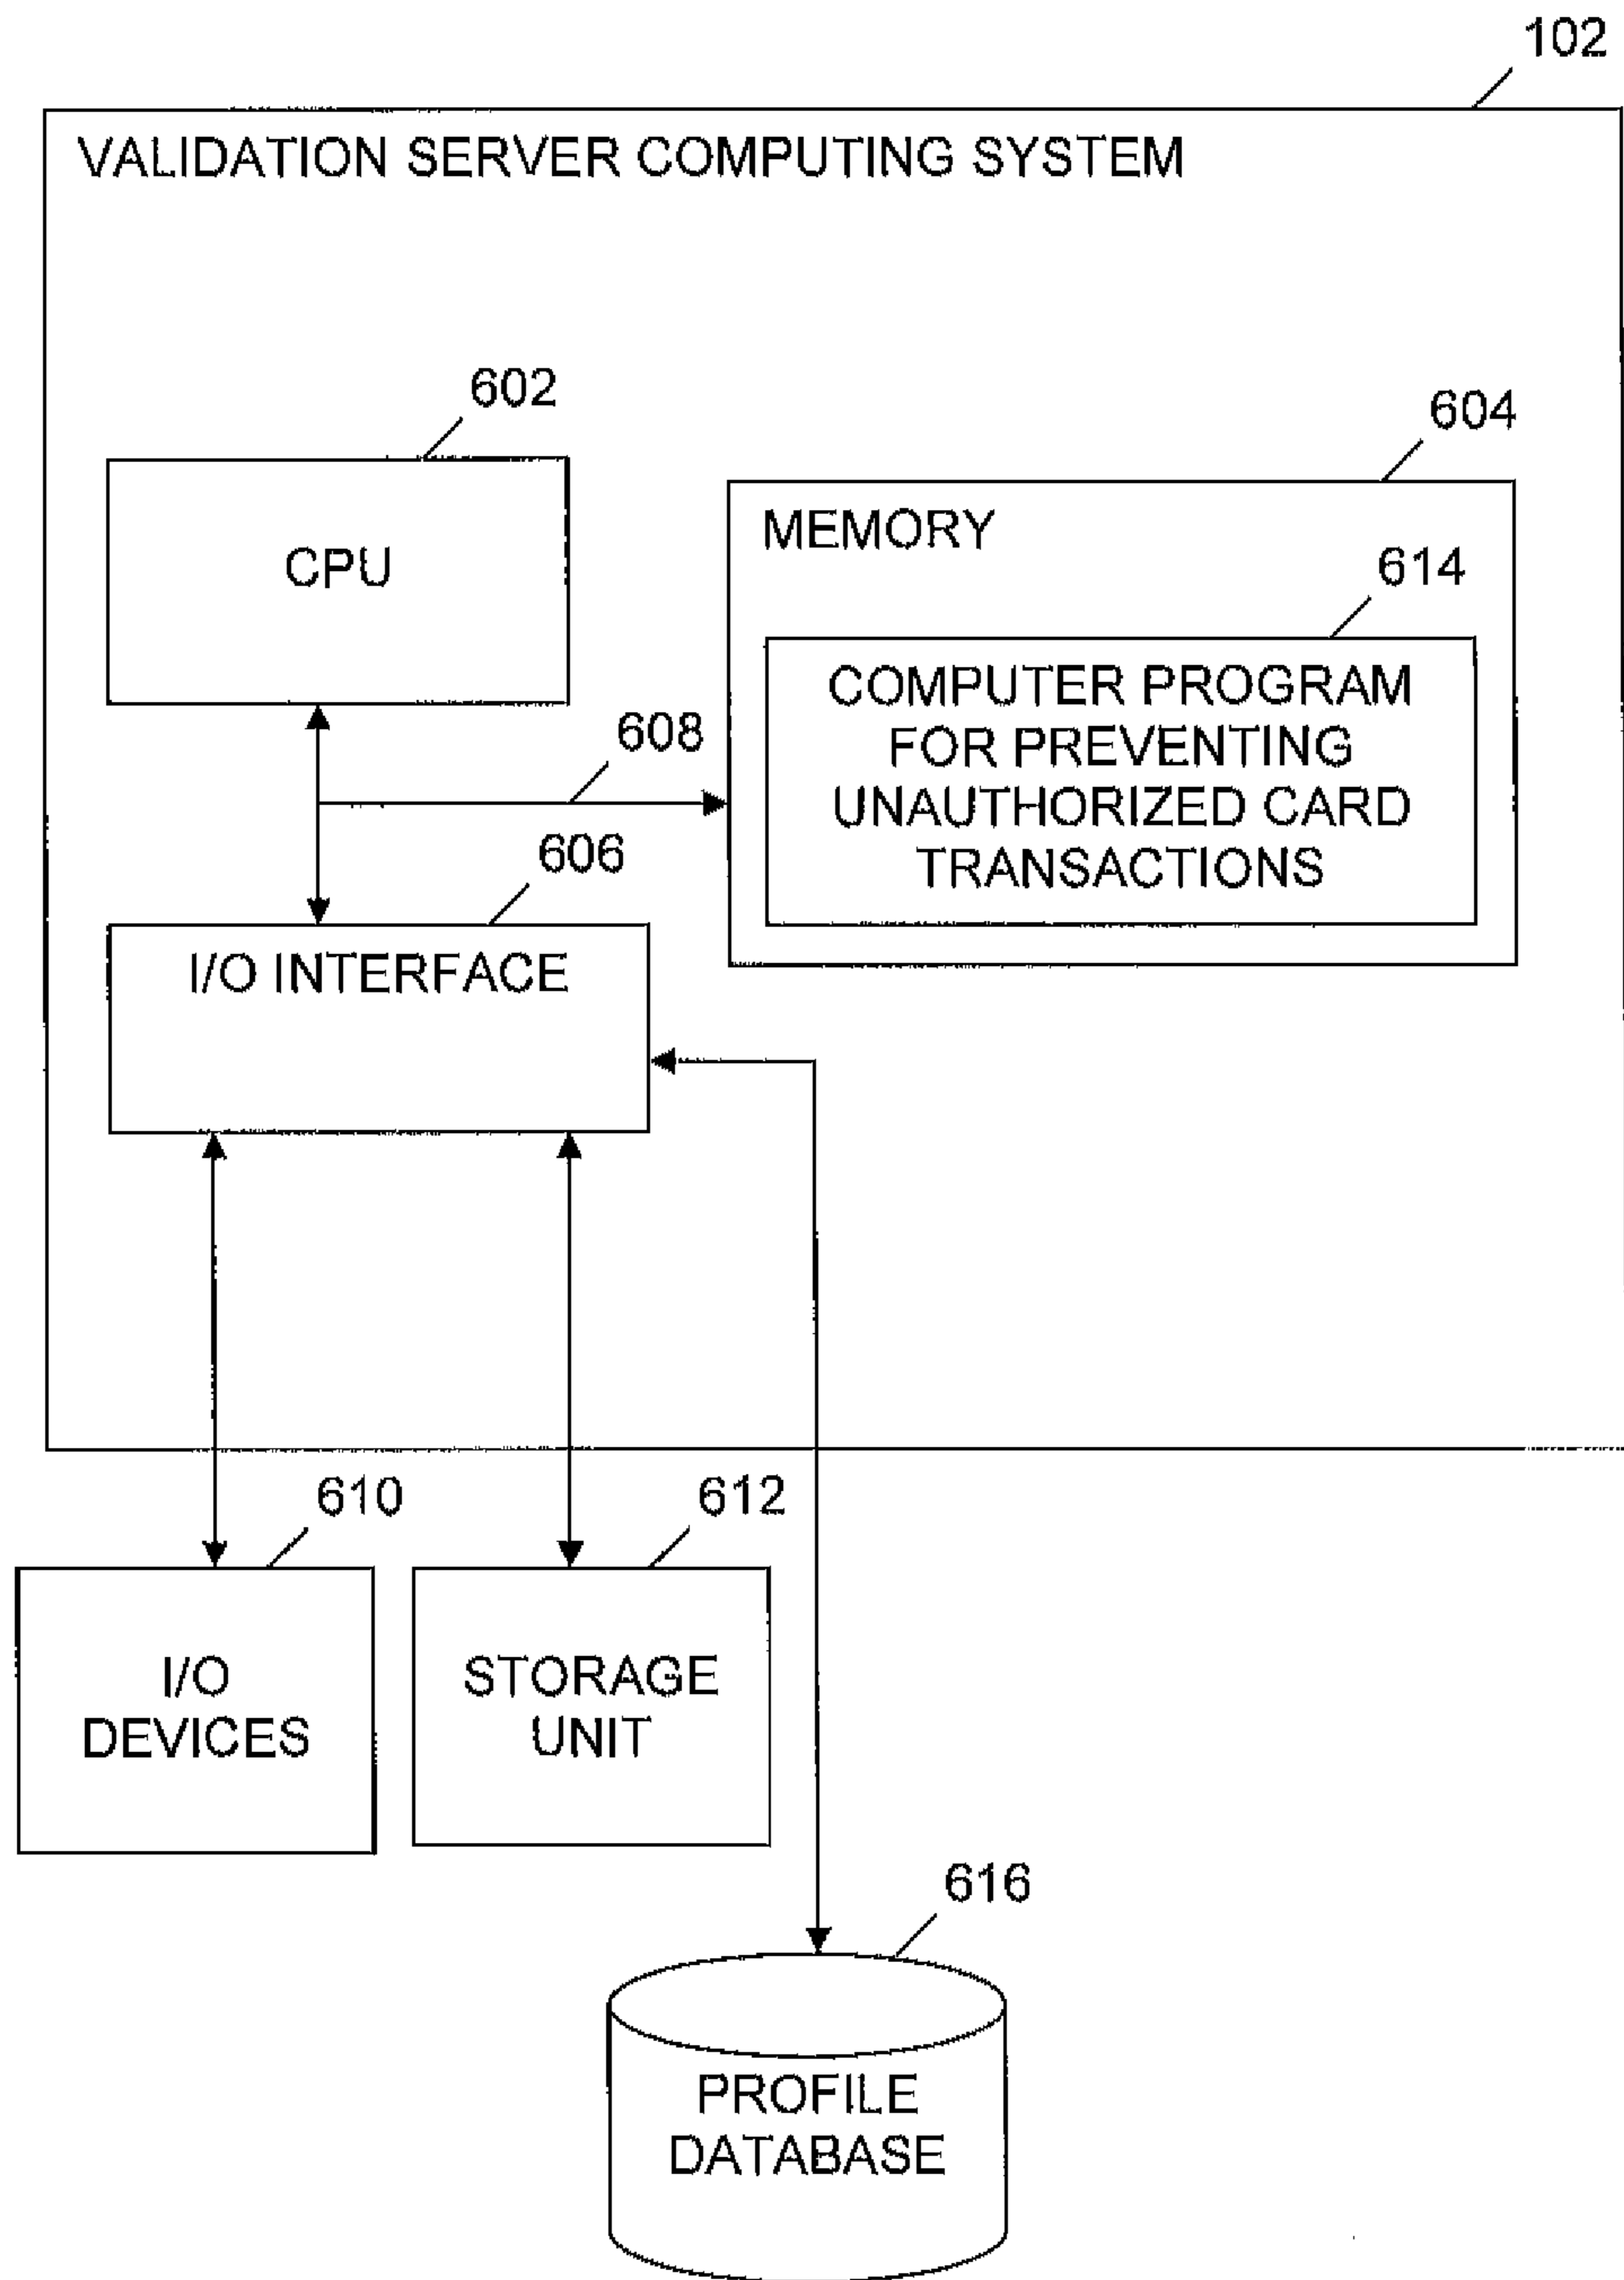 102
VALIDATION SERVER COMPUTING SYSTEM
602
604
CPU
MEMORY
614
COMPUTER PROGRAM
FOR PREVENTING
UNAUTHORIZED CARD
TRANSACTIONS
608
606
I/O INTERFACE
610
612
I/O
DEVICES
STORAGE
UNIT
616
PROFILE
DATABASE